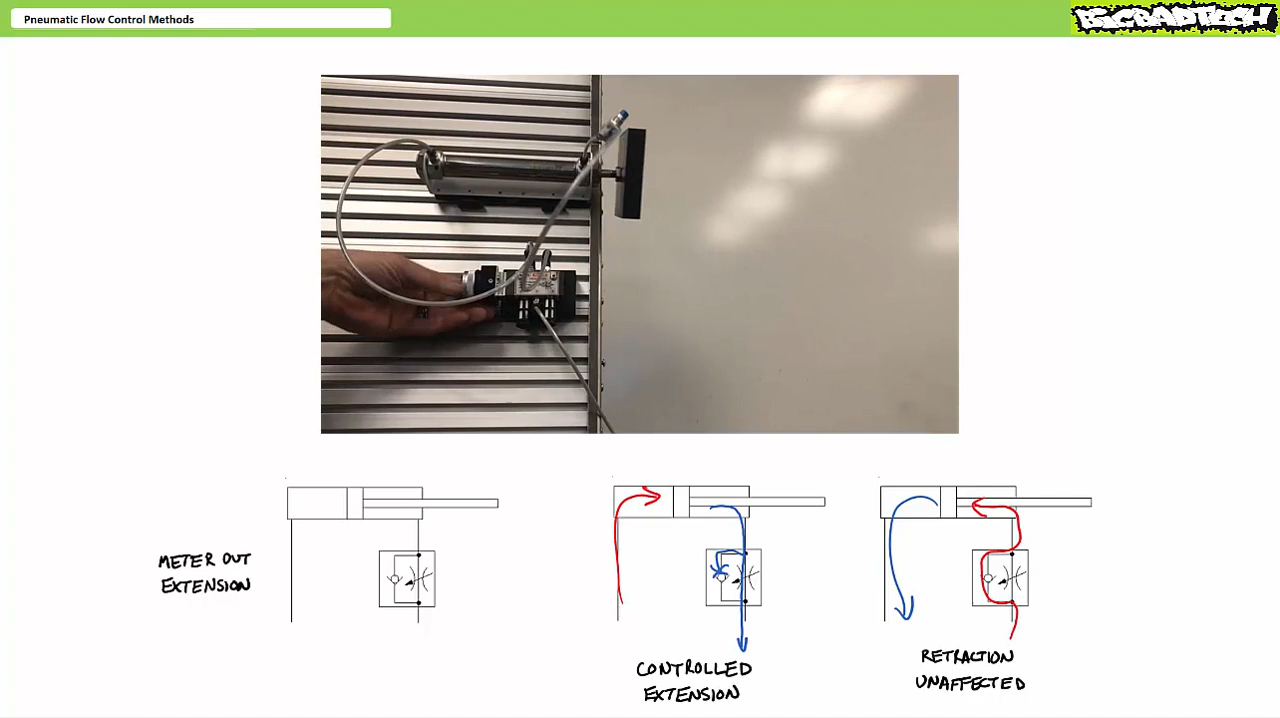 Pneumatic Flow Control Methods
BIGBADTECH
METER OUT
EXTENSION
CONTROLLED
EXTENSION
RETRACTION
UNAFFECTED